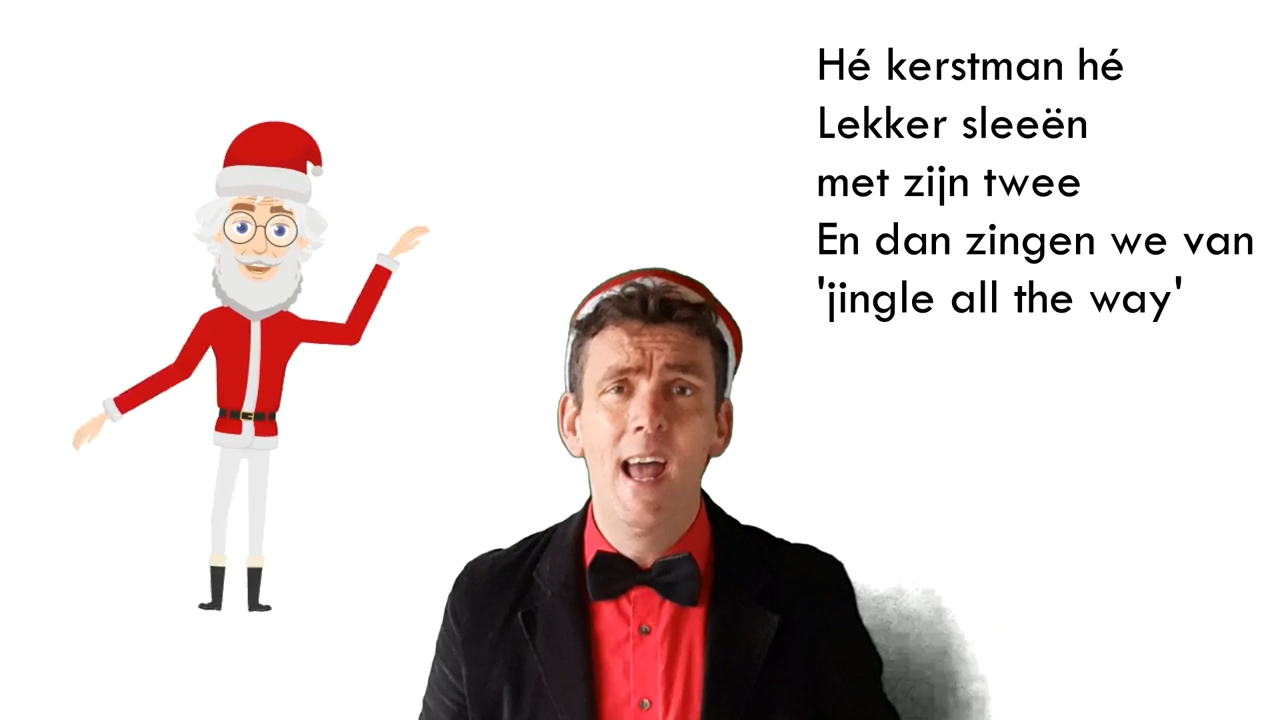 Hé kerstman hé
Lekker sleeën
met zijn twee
En dan zingen we van
'jingle all the way'